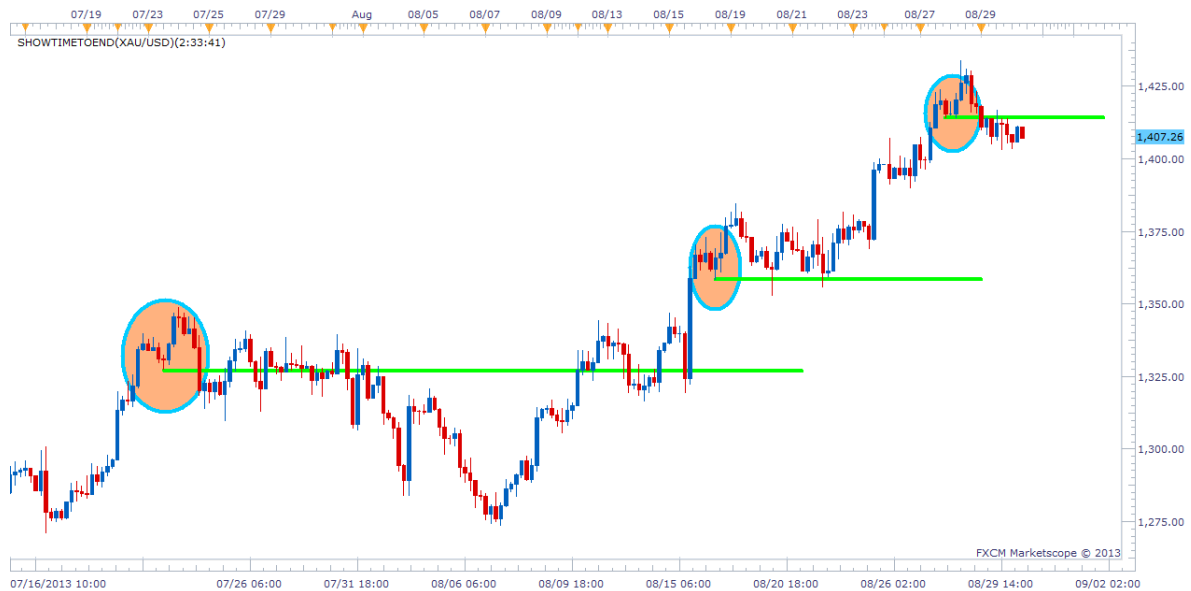 07/19 07/23 07/25 07/29 Aug 08/05 08/07 08/09 08/13 08/15 08/19 08/21 08/23 08/27 08/29
SHOWTIMETOEND(XAU/USD)(2:33:41)
1,425.00
1,407.26
1,400.00
1,375.00
1,350.00
1,325.00
1,300.00
1,275.00
FXCM Marketscope © 2013
07/16/2013 10:00 07/26 06:00 07/31 18:00 08/06 06:00 08/09 18:00 08/15 06:00 08/20 18:00 08/26 02:00 08/29 14:00 09/02 02:00